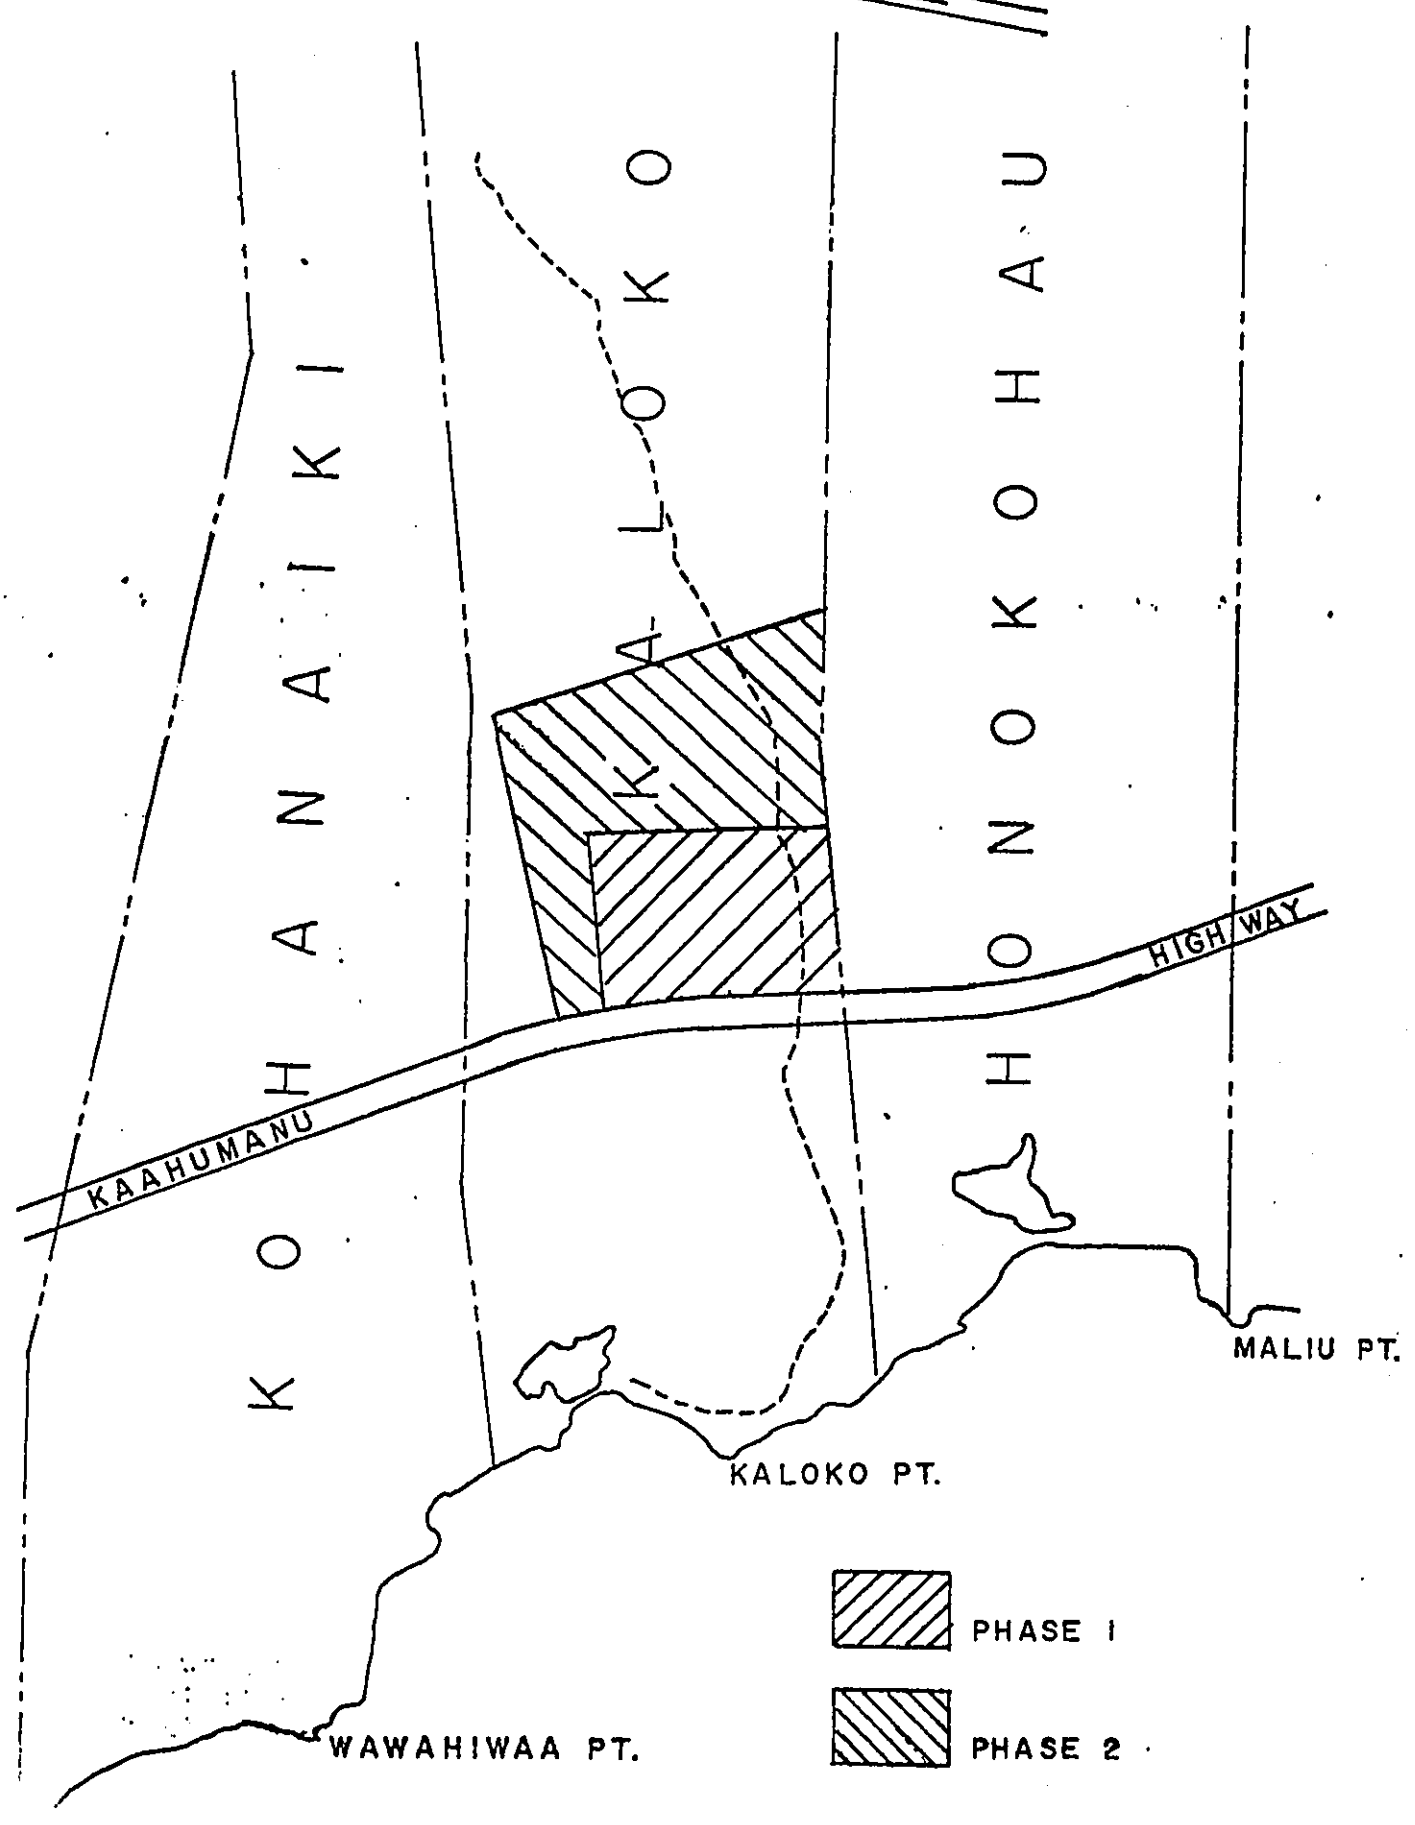 KOHANAIKI
KALOKO
HONOKOHAU
KAAHUMANU HIGHWAY
MALIU PT.
KALOKO PT.
WAWAHIWAA PT.
PHASE 1
PHASE 2